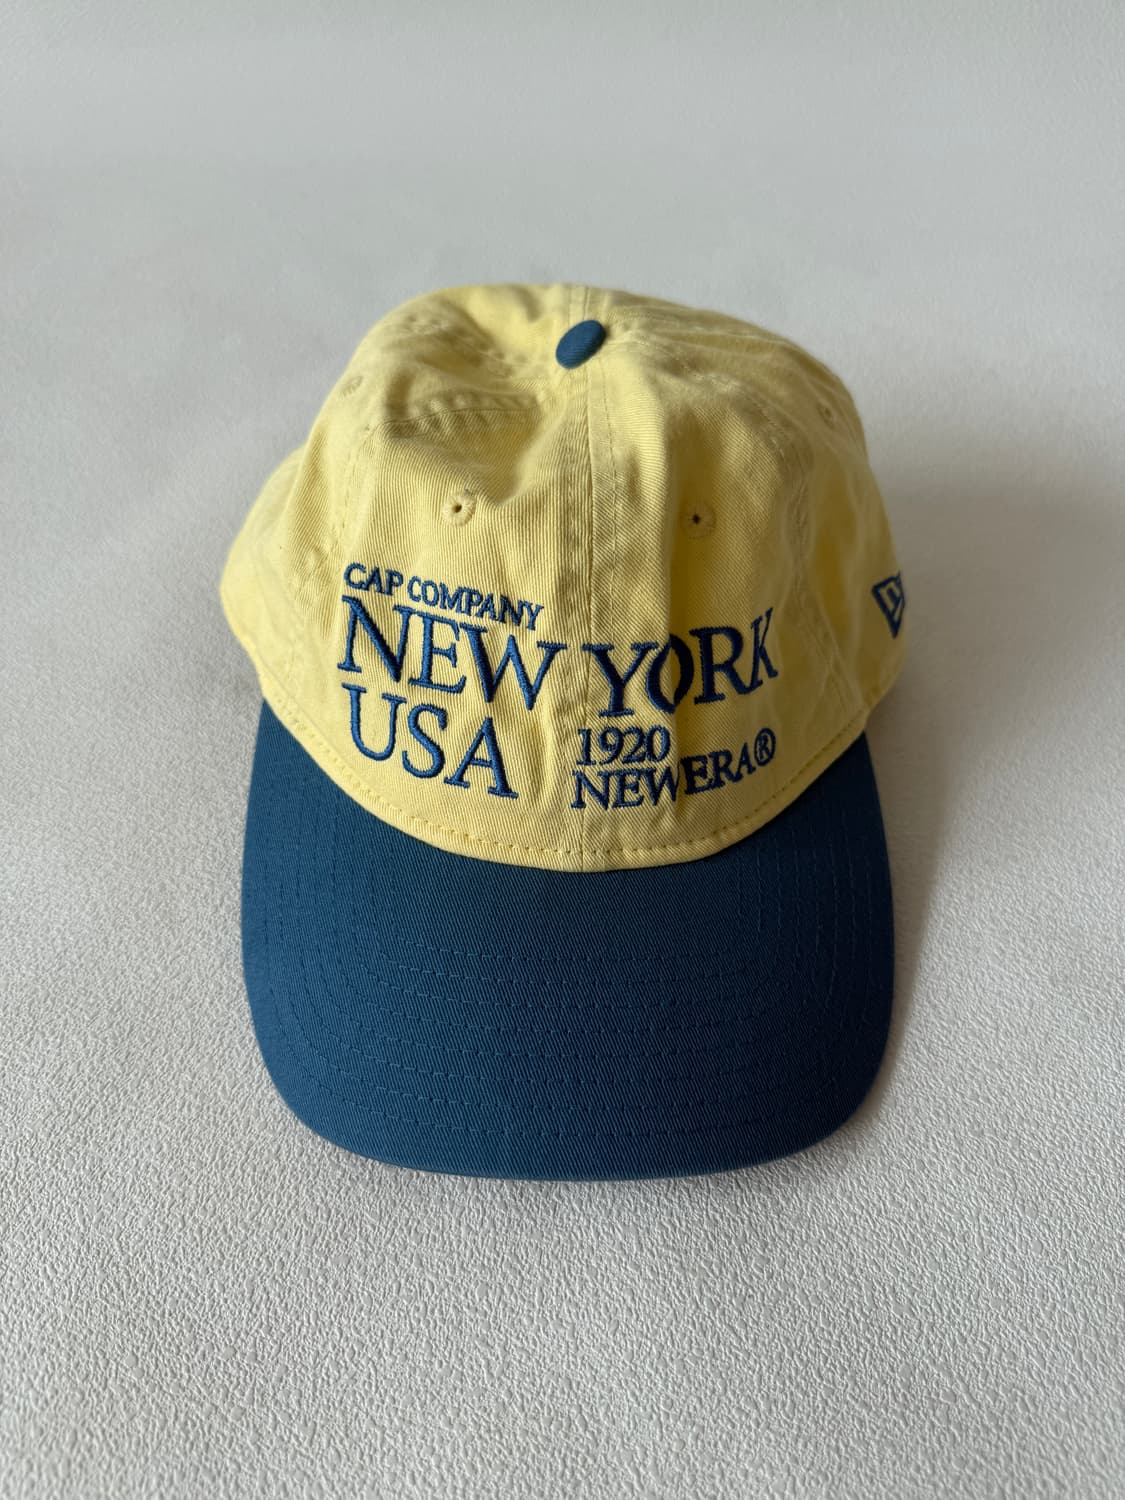 CAP COMPANY
NEW YORK
USA
1920
NEW ERA®